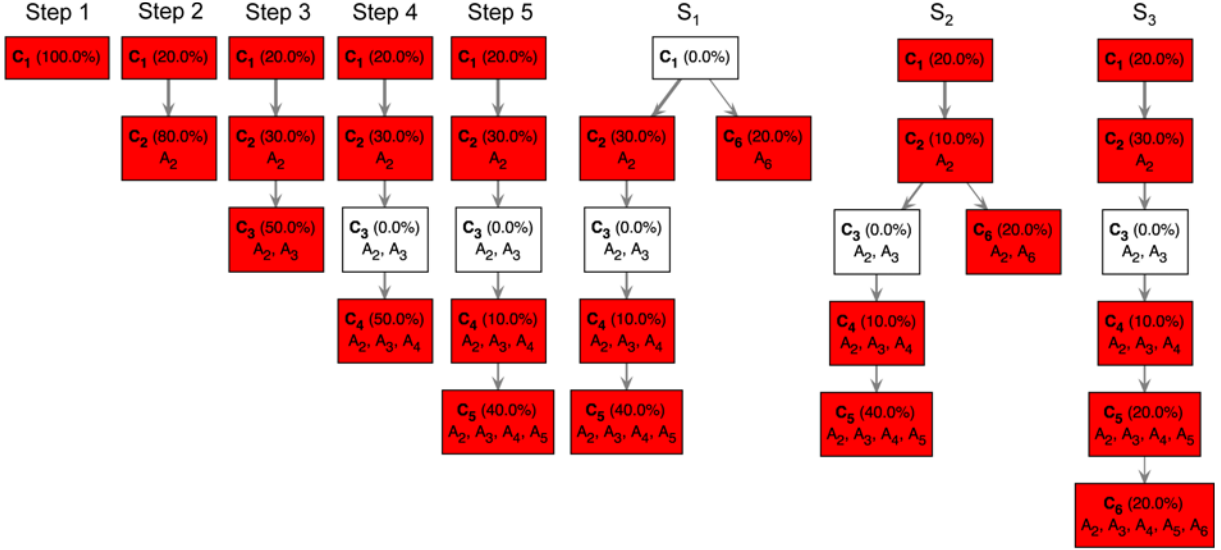 Step 1 Step 2 Step 3 Step 4 Step 5 S1 S2 S3
C1 (100.0%) C1 (20.0%) C1 (20.0%) C1 (20.0%) C1 (20.0%) C1 (0.0%) C1 (20.0%) C1 (20.0%)
C2 (80.0%) C2 (30.0%) C2 (30.0%) C2 (30.0%) C2 (30.0%) C6 (20.0%) C2 (10.0%) C2 (30.0%)
A2 A2 A2 A2 A2 A6 A2 A2
C3 (50.0%) C3 (0.0%) C3 (0.0%) C3 (0.0%) C3 (0.0%) C6 (20.0%) C3 (0.0%)
A2, A3 A2, A3 A2, A3 A2, A3 A2, A3 A2, A6 A2, A3
C4 (50.0%) C4 (10.0%) C4 (10.0%) C4 (10.0%) C4 (10.0%)
A2, A3, A4 A2, A3, A4 A2, A3, A4 A2, A3, A4 A2, A3, A4
C5 (40.0%) C5 (40.0%) C5 (40.0%) C5 (20.0%)
A2, A3, A4, A5 A2, A3, A4, A5 A2, A3, A4, A5 A2, A3, A4, A5
C6 (20.0%)
A2, A3, A4, A5, A6